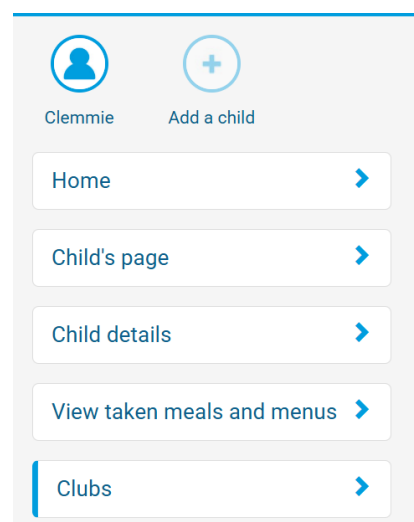 Clemmie
Add a child
Home
Child's page
Child details
View taken meals and menus
Clubs